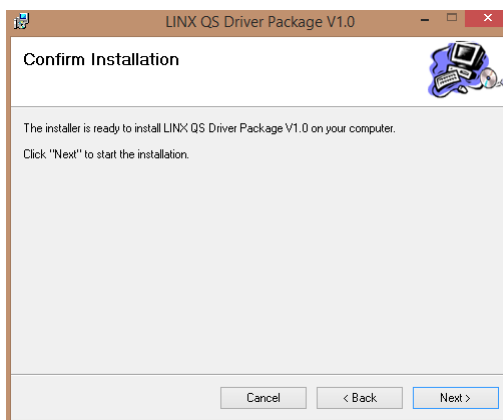 LINX QS Driver Package V1.0
Confirm Installation
The installer is ready to install LINX QS Driver Package V1.0 on your computer.
Click "Next" to start the installation.
Cancel
< Back
Next >